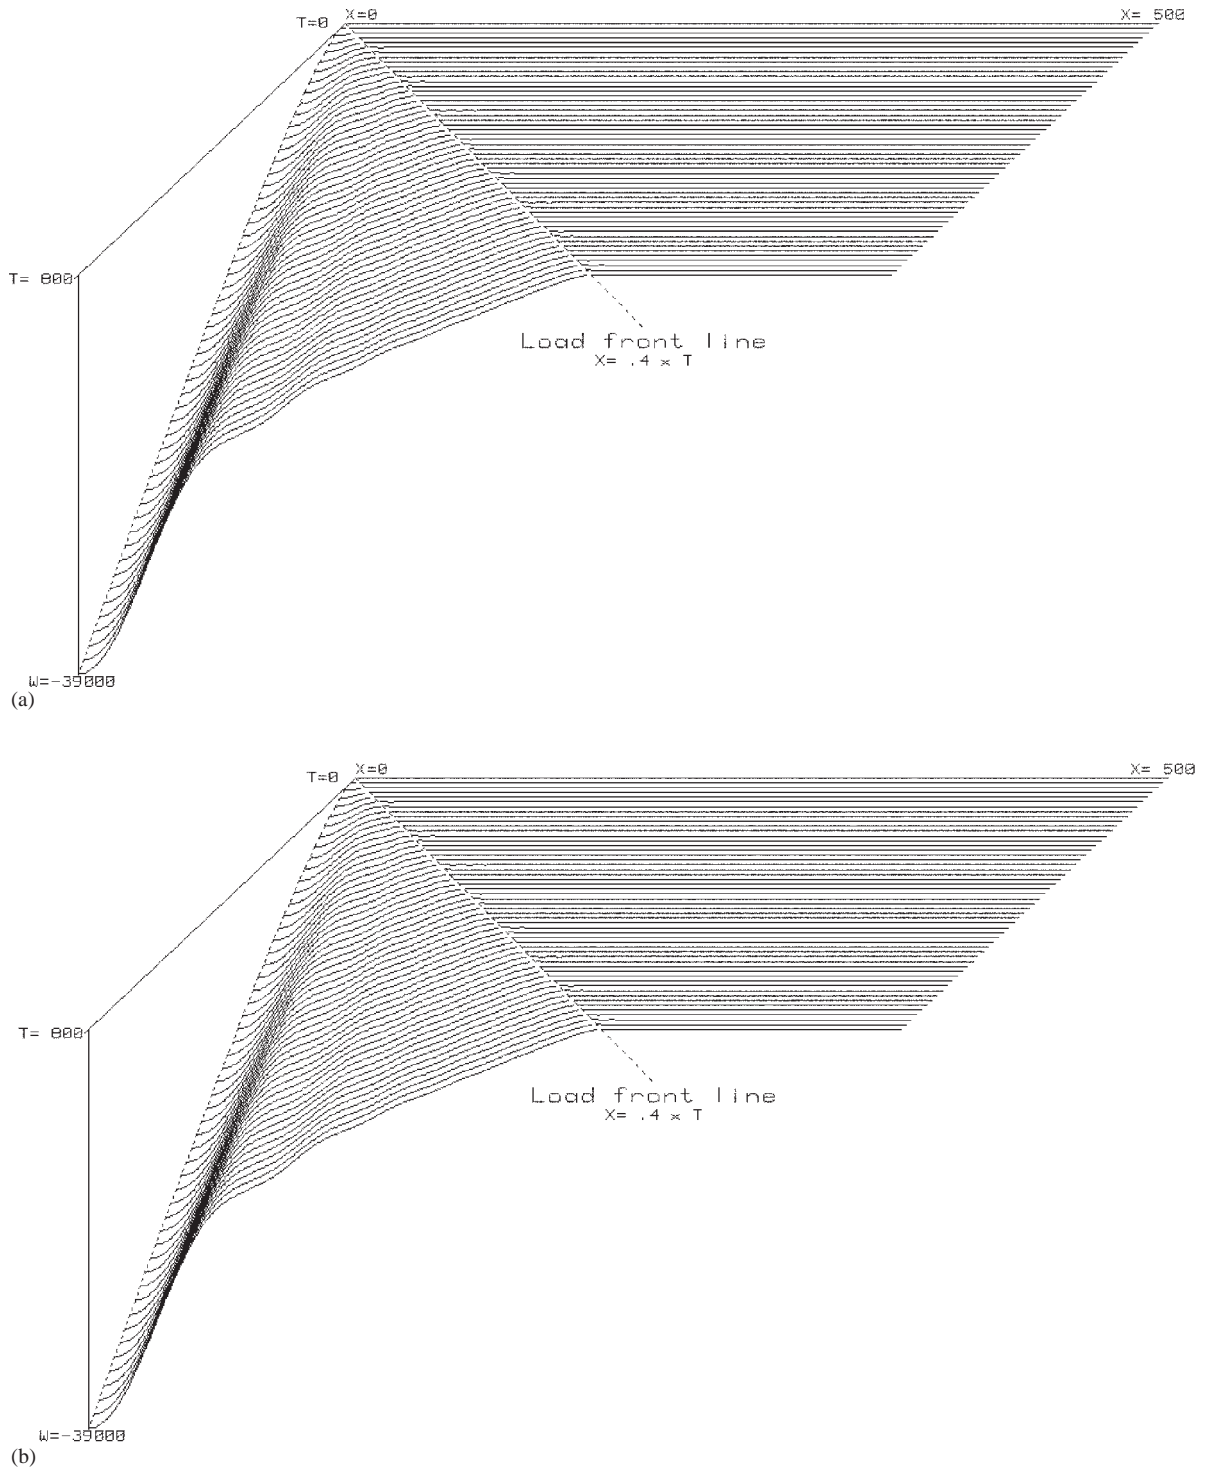 T=0 X=0 X= 500
T= 800
Load front line
X= .4 × T
W=-39000
(a)
T=0 X=0 X= 500
T= 800
Load front line
X= .4 × T
W=-39000
(b)